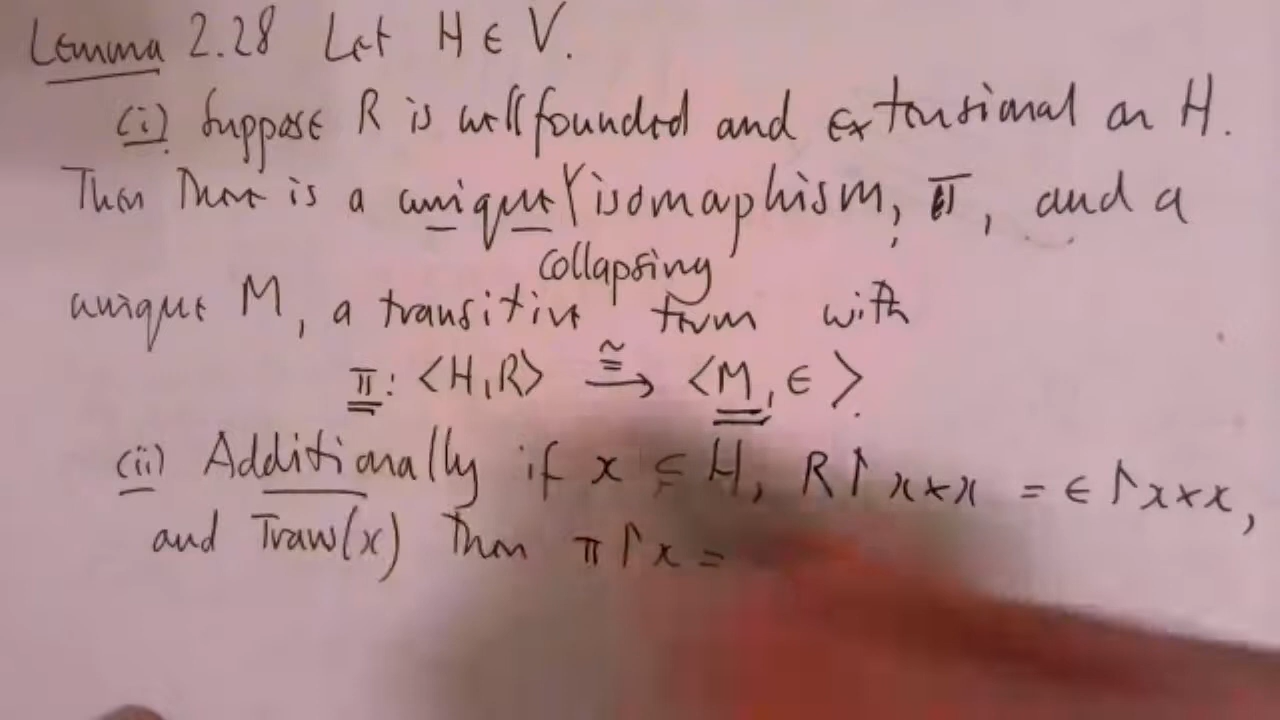 Lemma 2.28 Let H ∈ V.
(i) Suppose R is wellfounded and extensional on H.
Then there is a unique isomorphism, π, and a
collapsing
unique M, a transitive term with
π: <H,R> ≅→ <M,∈>.
(ii) Additionally if x ⊆ H, R↾x×x = ∈↾x×x,
and Trans(x) then π↾x =